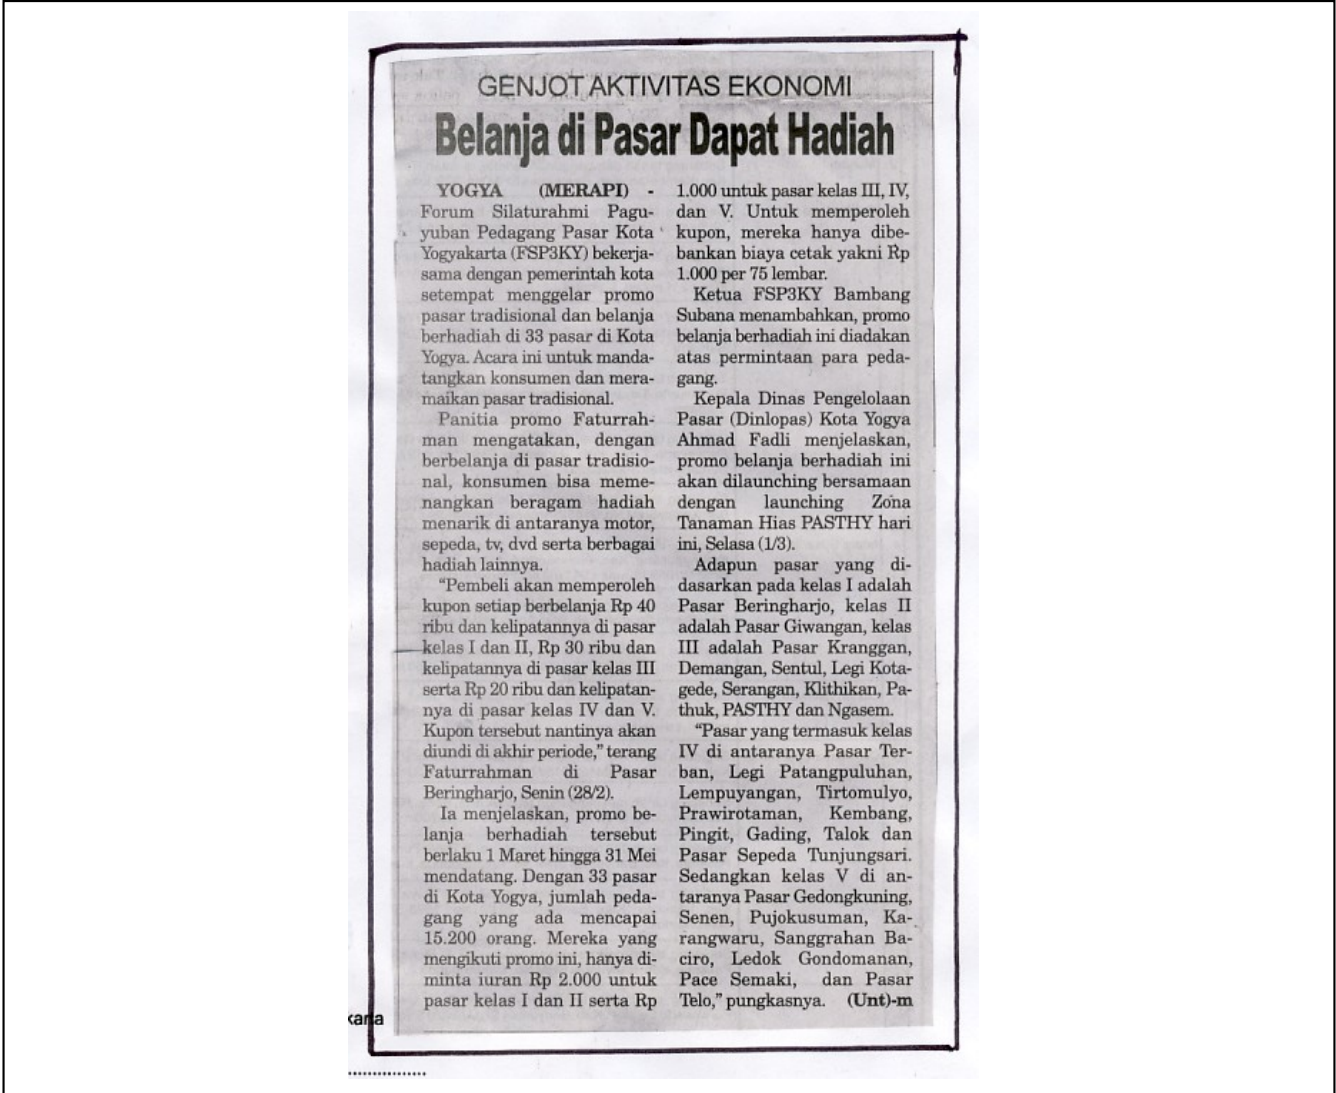 GENJOT AKTIVITAS EKONOMI
Belanja di Pasar Dapat Hadiah
YOGYA (MERAPI) -
Forum Silaturahmi Pagu-
yuban Pedagang Pasar Kota
Yogyakarta (FSP3KY) bekerja-
sama dengan pemerintah kota
setempat menggelar promo
pasar tradisional dan belanja
berhadiah di 33 pasar di Kota
Yogya. Acara ini untuk manda-
tangkan konsumen dan mera-
maikan pasar tradisional.
Panitia promo Faturrah-
man mengatakan, dengan
berbelanja di pasar tradisio-
nal, konsumen bisa meme-
nangkan beragam hadiah
menarik di antaranya motor,
sepeda, tv, dvd serta berbagai
hadiah lainnya.
“Pembeli akan memperoleh
kupon setiap berbelanja Rp 40
ribu dan kelipatannya di pasar
kelas I dan II, Rp 30 ribu dan
kelipatannya di pasar kelas III
serta Rp 20 ribu dan kelipatan-
nya di pasar kelas IV dan V.
Kupon tersebut nantinya akan
diundi di akhir periode,” terang
Faturrahman di Pasar
Beringharjo, Senin (28/2).
Ia menjelaskan, promo be-
lanja berhadiah tersebut
berlaku 1 Maret hingga 31 Mei
mendatang. Dengan 33 pasar
di Kota Yogya, jumlah peda-
gang yang ada mencapai
15.200 orang. Mereka yang
mengikuti promo ini, hanya di-
minta iuran Rp 2.000 untuk
pasar kelas I dan II serta Rp
1.000 untuk pasar kelas III, IV,
dan V. Untuk memperoleh
kupon, mereka hanya dibe-
bankan biaya cetak yakni Rp
1.000 per 75 lembar.
Ketua FSP3KY Bambang
Subana menambahkan, promo
belanja berhadiah ini diadakan
atas permintaan para peda-
gang.
Kepala Dinas Pengelolaan
Pasar (Dinlopas) Kota Yogya
Ahmad Fadli menjelaskan,
promo belanja berhadiah ini
akan dilaunching bersamaan
dengan launching Zona
Tanaman Hias PASTHY hari
ini, Selasa (1/3).
Adapun pasar yang di-
dasarkan pada kelas I adalah
Pasar Beringharjo, kelas II
adalah Pasar Giwangan, kelas
III adalah Pasar Kranggan,
Demangan, Sentul, Legi Kota-
gede, Serangan, Klithikan, Pa-
thuk, PASTHY dan Ngasem.
“Pasar yang termasuk kelas
IV di antaranya Pasar Ter-
ban, Legi Patangpuluhan,
Lempuyangan, Tirtomulyo,
Prawirotaman, Kembang,
Pingit, Gading, Talok dan
Pasar Sepeda Tunjungsari.
Sedangkan kelas V di an-
taranya Pasar Gedongkuning,
Senen, Pujokusuman, Ka-
rangwaru, Sanggrahan Ba-
ciro, Ledok Gondomanan,
Pace Semaki, dan Pasar
Telo,” pungkasnya. (Unt)-m
karta